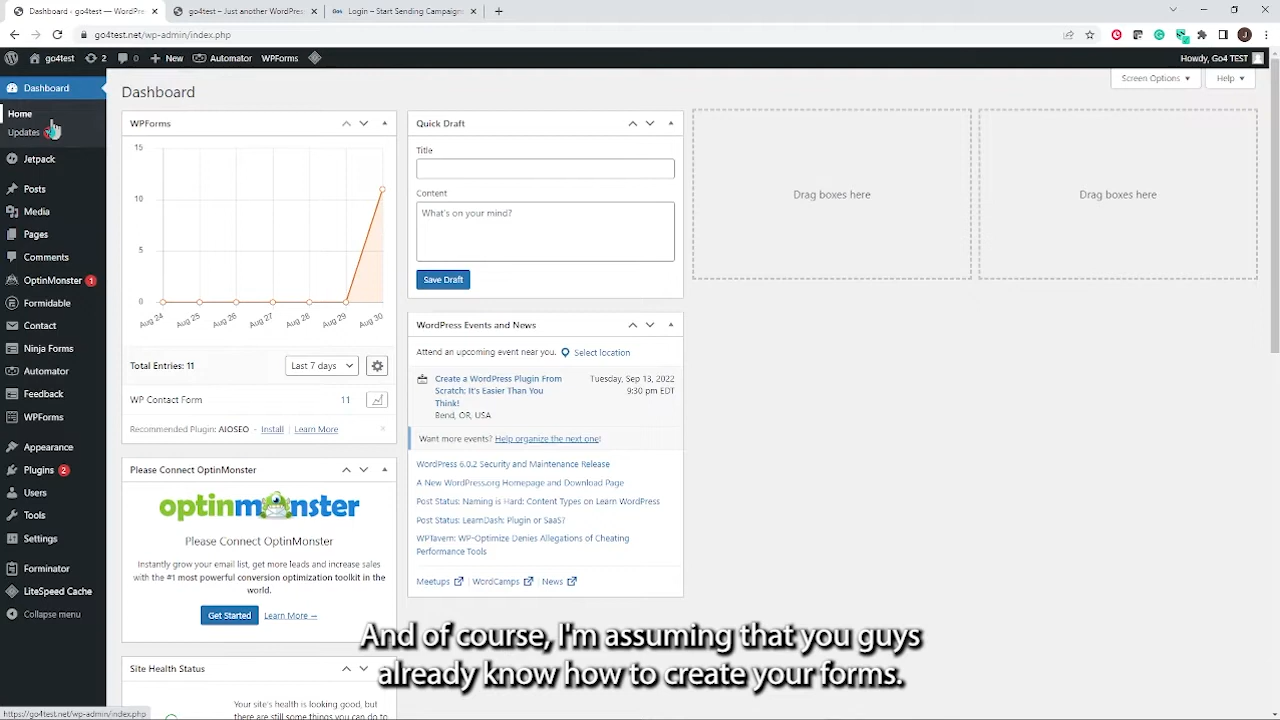 Dashboard - go4test - WordPr
go4test - Just another WordPres
Gos
Login - Start Sending Campaigns
go4test.net/wp-admin/index.php
go4test
2
0
New
Automator
WPForms
Howdy, Go4 TEST
Dashboard
Home
Updates
Jetpack
Posts
Media
Pages
Comments
OptinMonster 1
Formidable
Contact
Ninja Forms
Automator
Feedback
WPForms
Appearance
Plugins 2
Users
Tools
Settings
Forminator
LiteSpeed Cache
Collapse menu
Screen Options
Help
Dashboard
WPForms
15
10
5
0
Aug 24
Aug 25
Aug 26
Aug 27
Aug 28
Aug 29
Aug 30
Total Entries: 11
Last 7 days
WP Contact Form
11
Recommended Plugin: AIOSEO - Install | Learn More
Please Connect OptinMonster
optinmonster
Please Connect OptinMonster
Instantly grow your email list, get more leads and increase sales
with the #1 most powerful conversion optimization toolkit in the
world.
Get Started
Learn More →
Site Health Status
Your site's health is looking good, but
there are still some things you can do to
Quick Draft
Title
Content
What's on your mind?
Save Draft
WordPress Events and News
Attend an upcoming event near you.
Select location
Create a WordPress Plugin From
Scratch: It's Easier Than You
Think!
Bend, OR, USA
Tuesday, Sep 13, 2022
9:30 pm EDT
Want more events? Help organize the next one!
WordPress 6.0.2 Security and Maintenance Release
A New WordPress.org Homepage and Download Page
Post Status: Naming is Hard: Content Types on Learn WordPress
Post Status: LearnDash: Plugin or SaaS?
WPTavern: WP-Optimize Denies Allegations of Cheating
Performance Tools
Meetups | WordCamps | News
Drag boxes here
Drag boxes here
And of course, I'm assuming that you guys
already know how to create your forms.
https://go4test.net/wp-admin/index.php